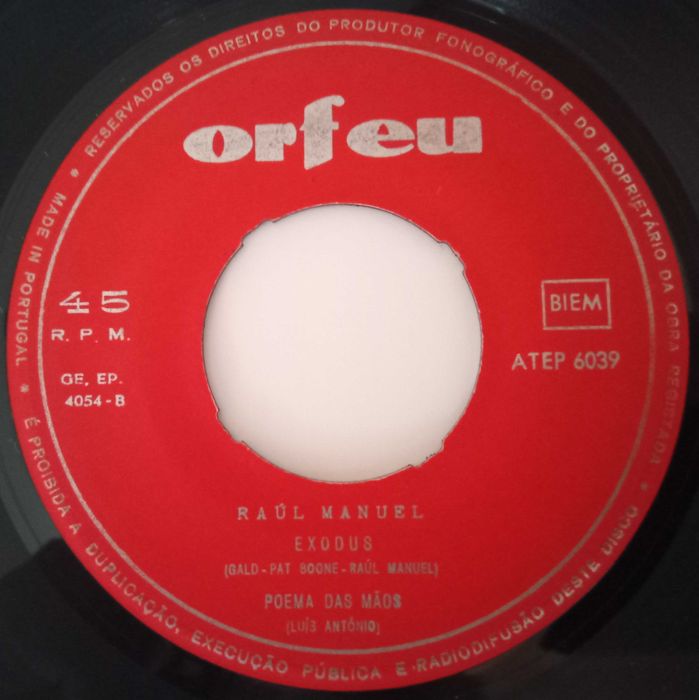 * RESERVADOS OS DIREITOS DO PRODUTOR FONOGRÁFICO E DO PROPRIETÁRIO DA OBRA REGISTADA *
orfeu
* MADE IN PORTUGAL *
45
R. P. M.
GE, EP.
4054-B
BIEM
ATEP 6039
RAÚL MANUEL
EXODUS
(GALD-PAT BOONE-RAÚL MANUEL)
POEMA DAS MÃOS
(LUÍS ANTÓNIO)
É PROIBIDA A DUPLICAÇÃO, EXECUÇÃO PÚBLICA E RADIODIFUSÃO DESTE DISCO